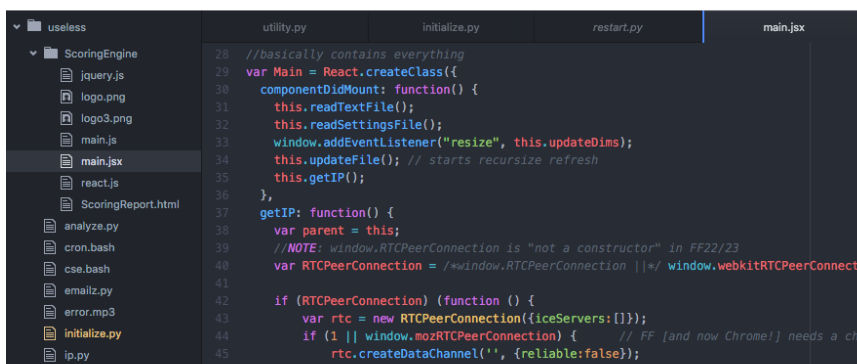 useless
ScoringEngine
jquery.js
logo.png
logo3.png
main.js
main.jsx
react.js
ScoringReport.html
analyze.py
cron.bash
cse.bash
emailz.py
error.mp3
initialize.py
ip.py
utility.py initialize.py restart.py main.jsx
28 //basically contains everything
29 var Main = React.createClass({
30 componentDidMount: function() {
31 this.readTextFile();
32 this.readSettingsFile();
33 window.addEventListener("resize", this.updateDims);
34 this.updateFile(); // starts recursize refresh
35 this.getIP();
36 },
37 getIP: function() {
38 var parent = this;
39 //NOTE: window.RTCPeerConnection is "not a constructor" in FF22/23
40 var RTCPeerConnection = /*window.RTCPeerConnection ||*/ window.webkitRTCPeerConnect
41
42 if (RTCPeerConnection) (function () {
43 var rtc = new RTCPeerConnection({iceServers:[]});
44 if (1 || window.mozRTCPeerConnection) { // FF [and now Chrome!] needs a ch
45 rtc.createDataChannel('', {reliable:false});